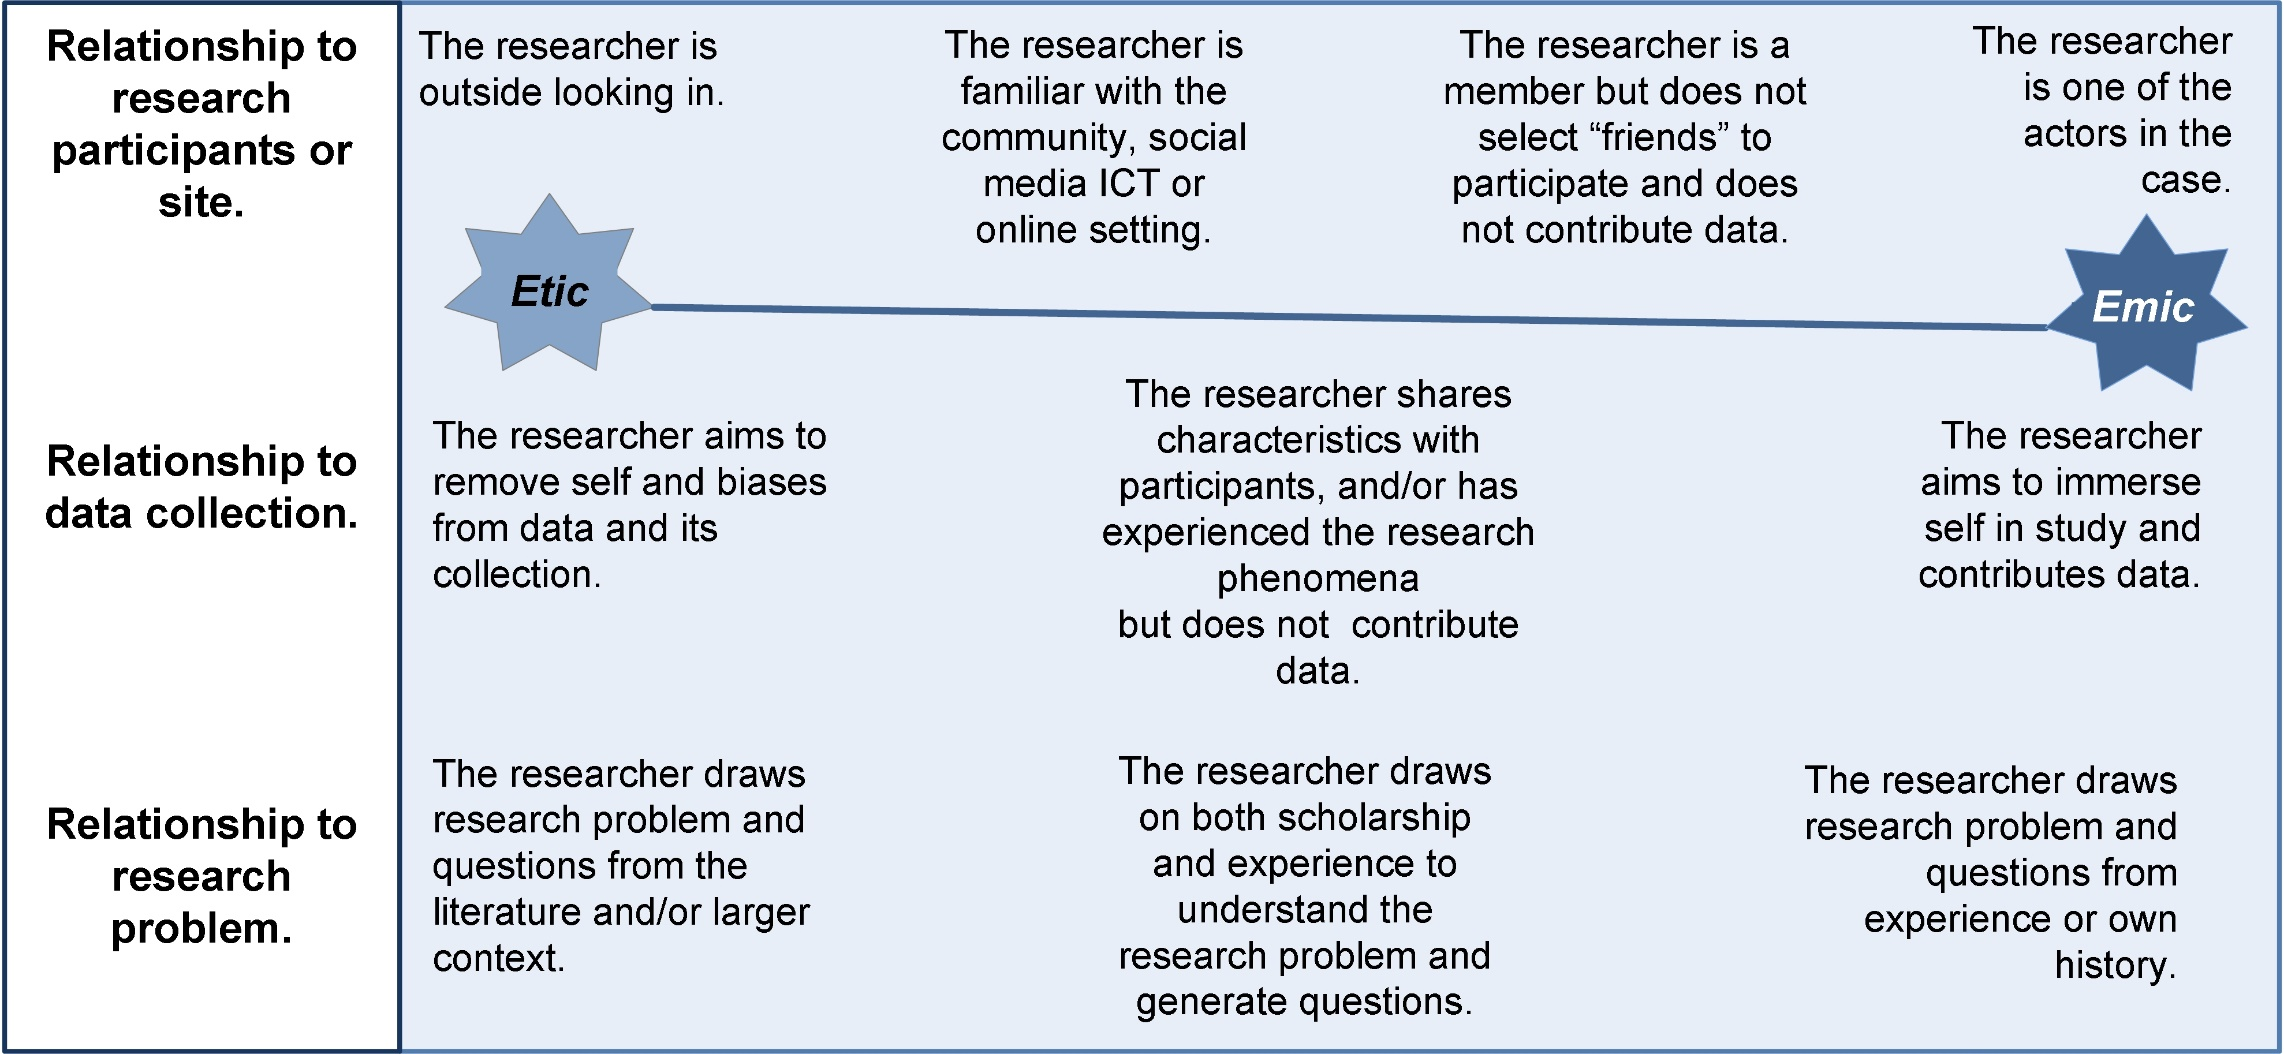 Relationship to
research
participants or
site.
The researcher is
outside looking in.
The researcher is
familiar with the
community, social
media ICT or
online setting.
The researcher is a
member but does not
select “friends” to
participate and does
not contribute data.
The researcher
is one of the
actors in the
case.
Etic
Emic
Relationship to
data collection.
The researcher aims to
remove self and biases
from data and its
collection.
The researcher shares
characteristics with
participants, and/or has
experienced the research
phenomena
but does not  contribute
data.
The researcher
aims to immerse
self in study and
contributes data.
Relationship to
research
problem.
The researcher draws
research problem and
questions from the
literature and/or larger
context.
The researcher draws
on both scholarship
and experience to
understand the
research problem and
generate questions.
The researcher draws
research problem and
questions from
experience or own
history.